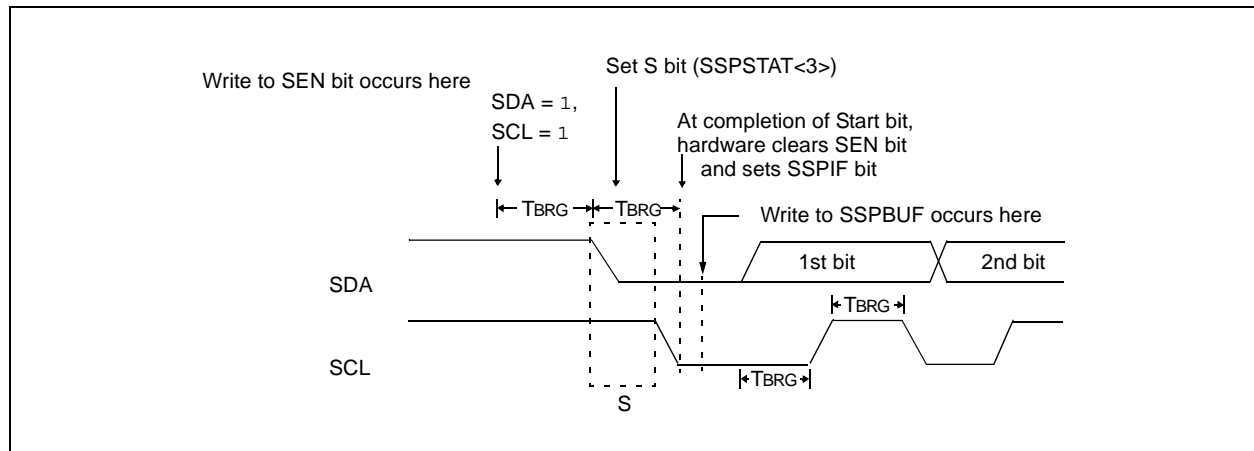 Set S bit (SSPSTAT<3>)
Write to SEN bit occurs here
SDA = 1,
SCL = 1
At completion of Start bit,
hardware clears SEN bit
and sets SSPIF bit
TBRG
TBRG
Write to SSPBUF occurs here
1st bit
2nd bit
SDA
TBRG
SCL
TBRG
S